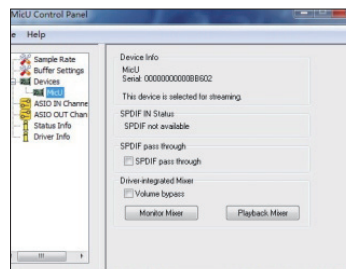 MicU Control Panel
e Help
Sample Rate
Buffer Settings
Devices
MicU
ASIO IN Channe
ASIO OUT Chan
Status Info
Driver Info
Device Info
MicU
Serial: 00000000000BB602
This device is selected for streaming.
SPDIF IN Status
SPDIF not available
SPDIF pass through
SPDIF pass through
Driver-integrated Mixer
Volume bypass
Monitor Mixer
Playback Mixer